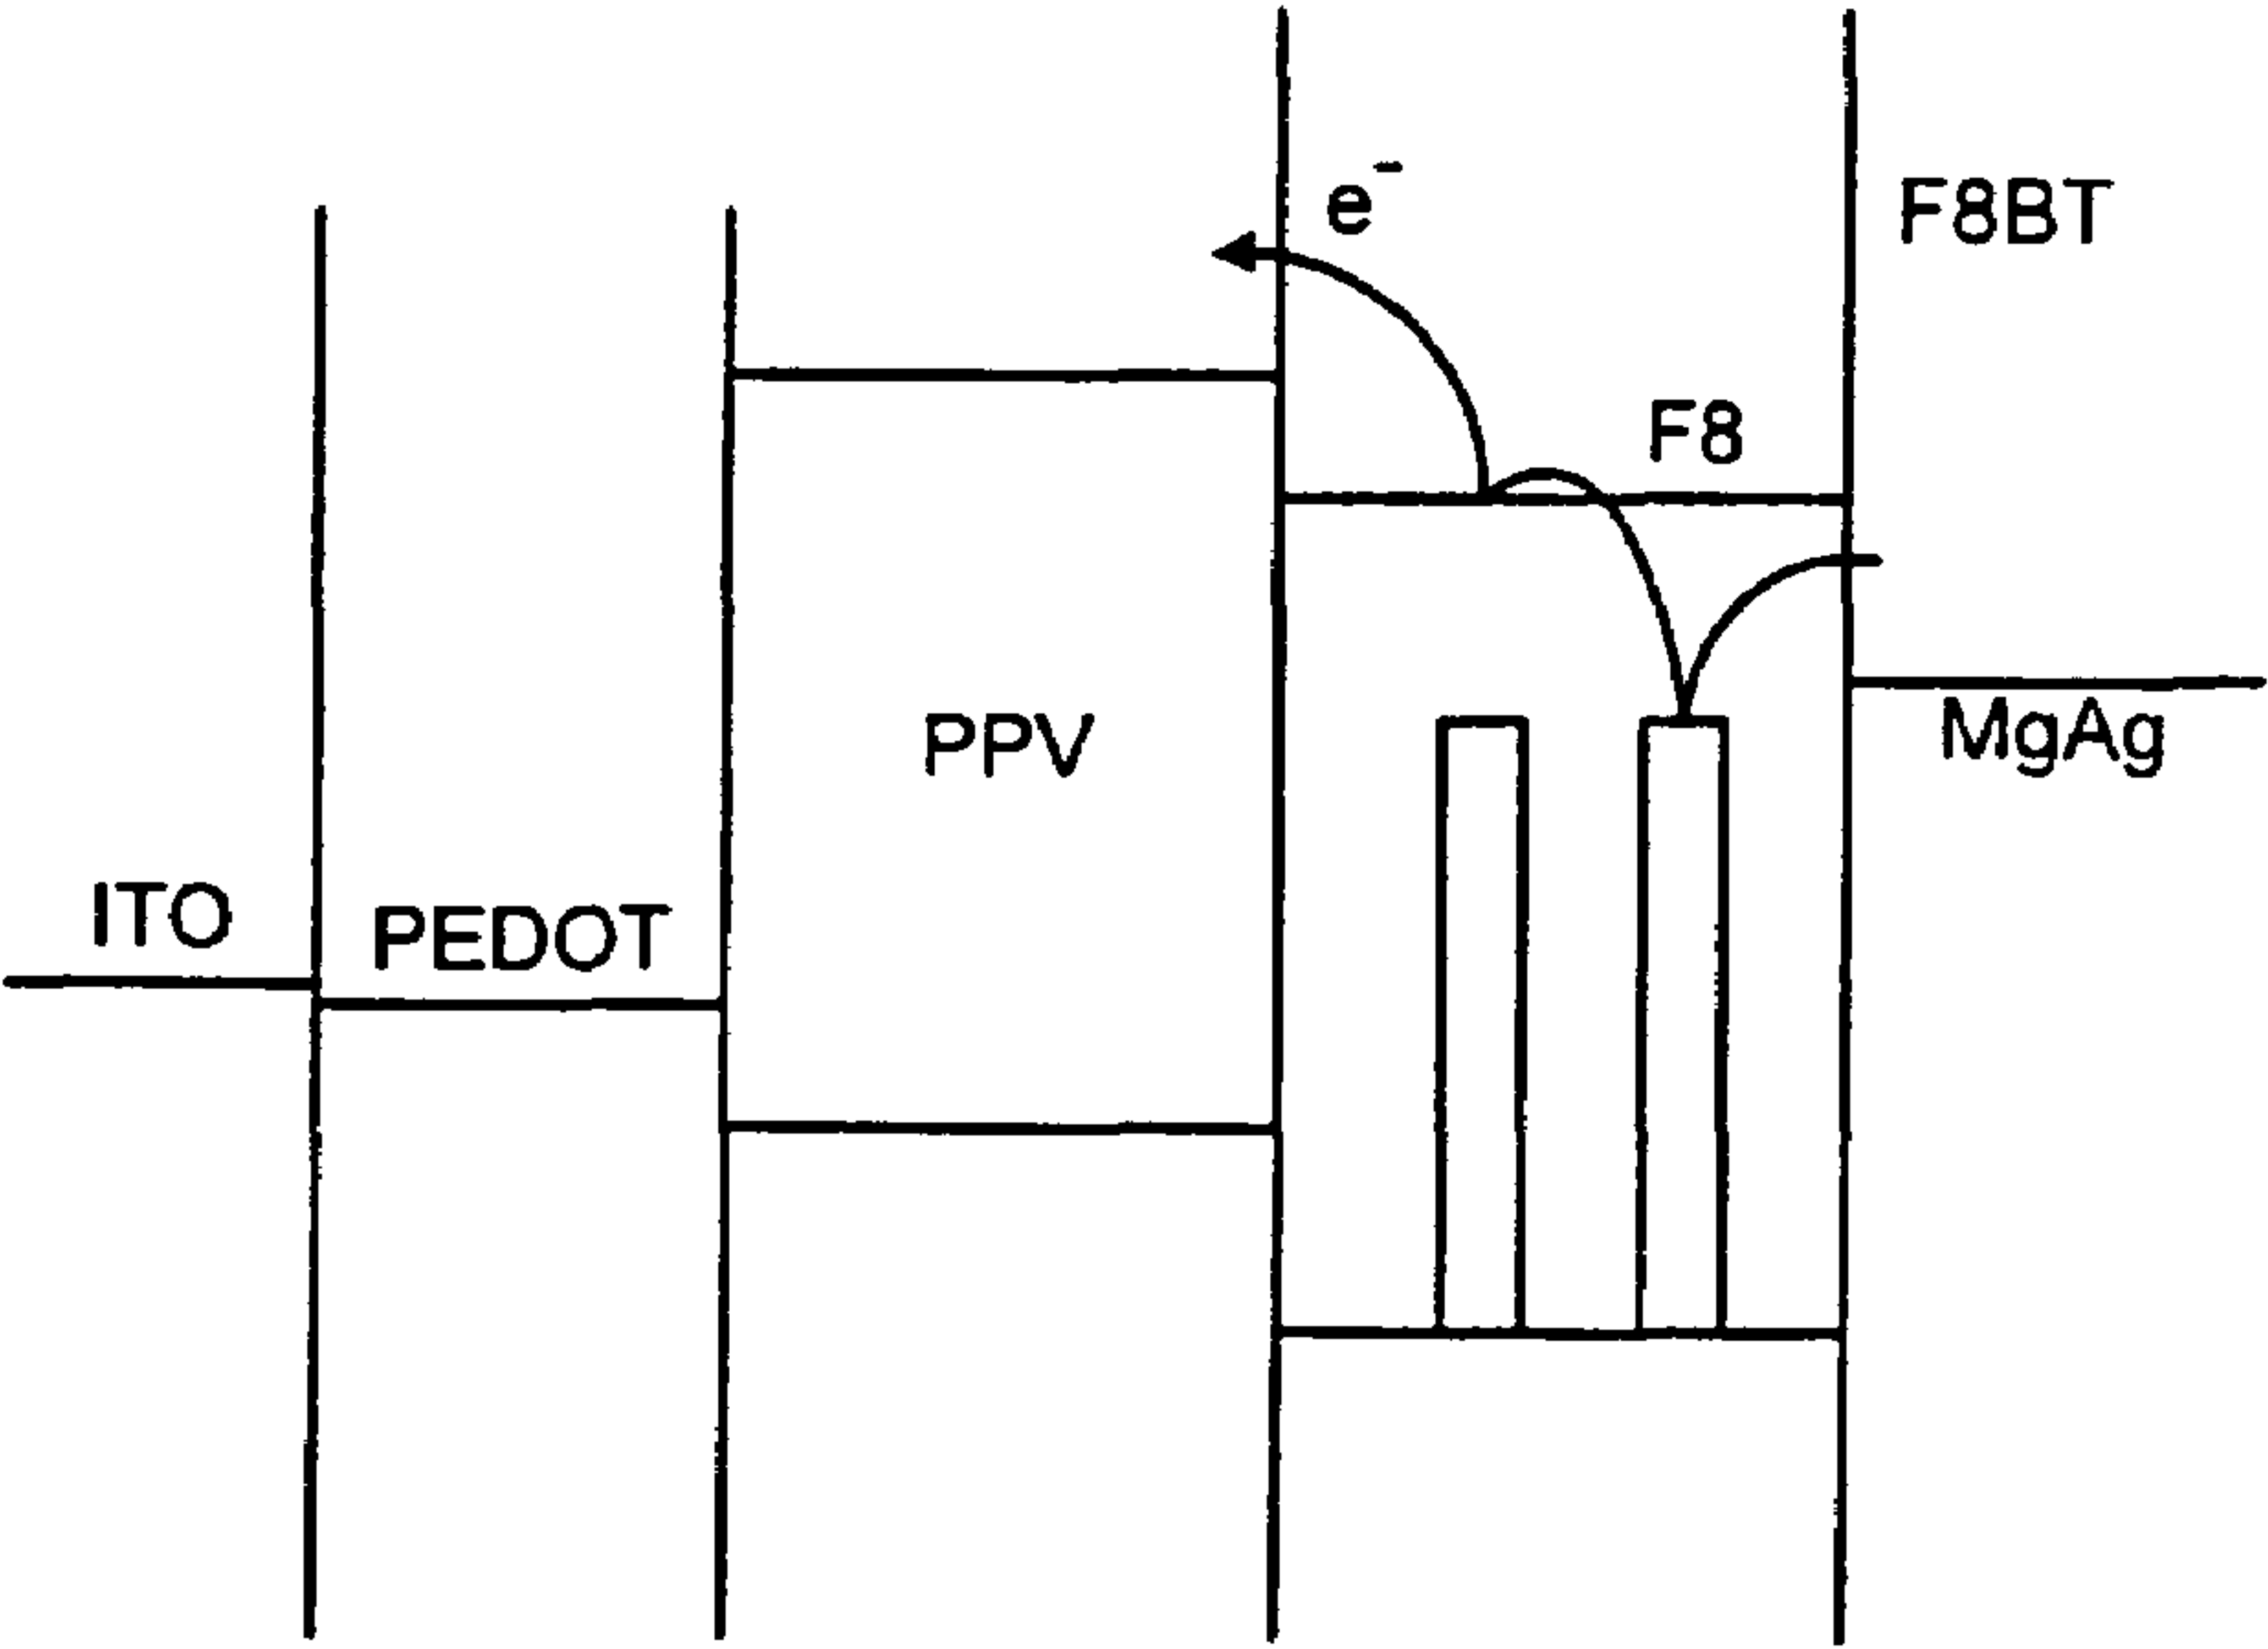 e⁻
F8BT
F8
PPV
MgAg
ITO
PEDOT